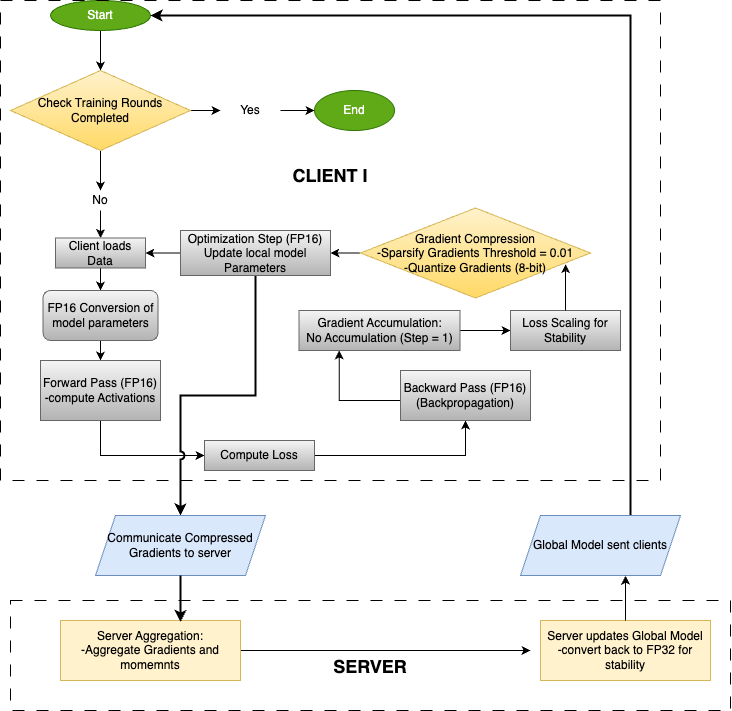 Start
Check Training Rounds
Completed
Yes
End
CLIENT I
No
Client loads
Data
Optimization Step (FP16)
Update local model
Parameters
Gradient Compression
-Sparsify Gradients Threshold = 0.01
-Quantize Gradients (8-bit)
FP16 Conversion of
model parameters
Gradient Accumulation:
No Accumulation (Step = 1)
Loss Scaling for
Stability
Forward Pass (FP16)
-compute Activations
Backward Pass (FP16)
(Backpropagation)
Compute Loss
Communicate Compressed
Gradients to server
Global Model sent clients
Server Aggregation:
-Aggregate Gradients and
momemnts
SERVER
Server updates Global Model
-convert back to FP32 for
stability